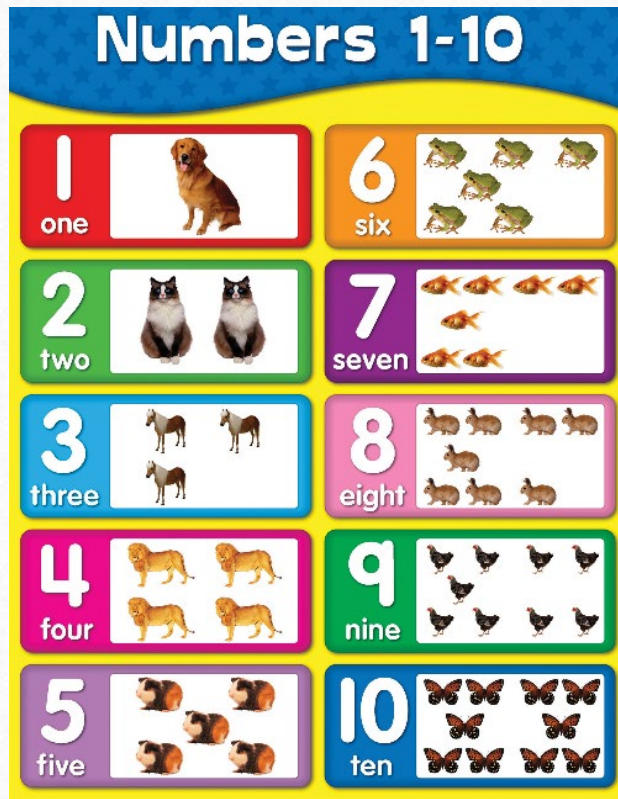 Numbers 1-10
1
one
2
two
3
three
4
four
5
five
6
six
7
seven
8
eight
9
nine
10
ten